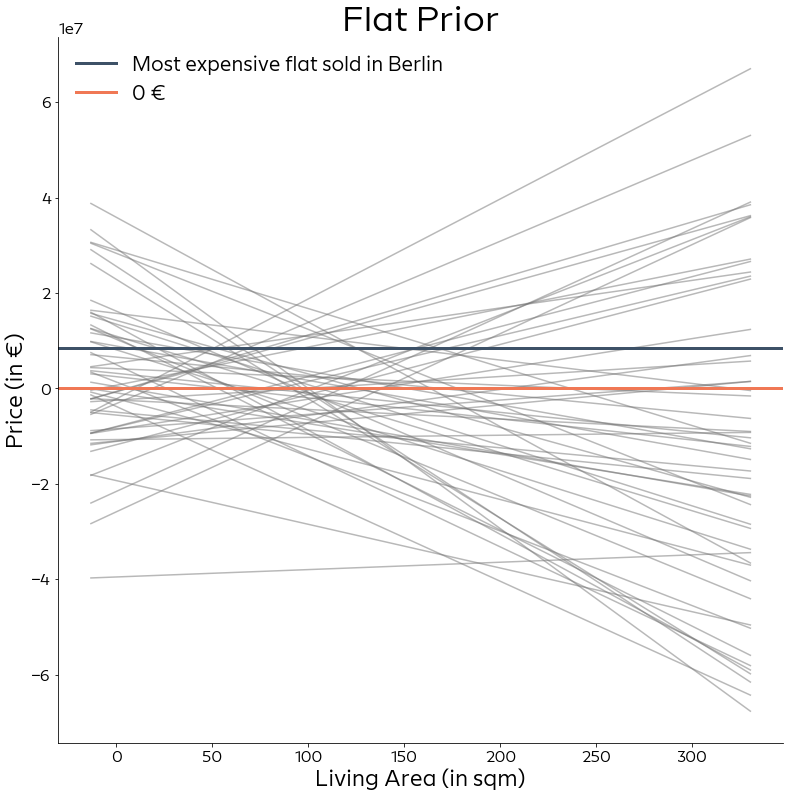 Flat Prior
1e7
Most expensive flat sold in Berlin
0 €
6
4
2
0
−2
−4
−6
Price (in €)
0 50 100 150 200 250 300
Living Area (in sqm)